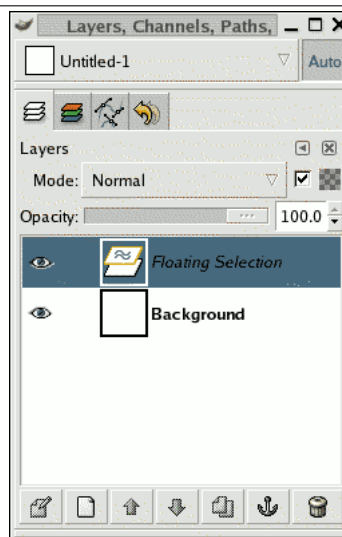 Layers, Channels, Paths,
Untitled-1
Auto
Layers
Mode: Normal
Opacity: 100.0
Floating Selection
Background